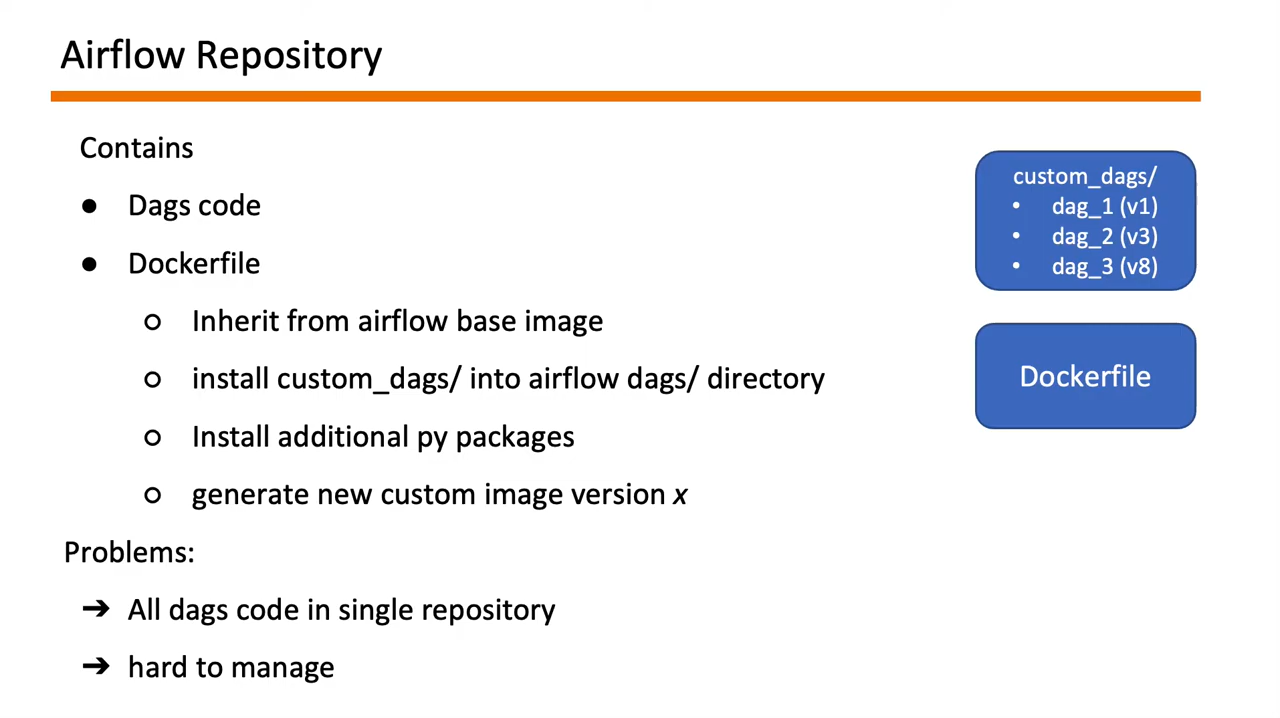 Airflow Repository
Contains
● Dags code
● Dockerfile
○ Inherit from airflow base image
○ install custom_dags/ into airflow dags/ directory
○ Install additional py packages
○ generate new custom image version x
Problems:
➔ All dags code in single repository
➔ hard to manage
custom_dags/
• dag_1 (v1)
• dag_2 (v3)
• dag_3 (v8)
Dockerfile